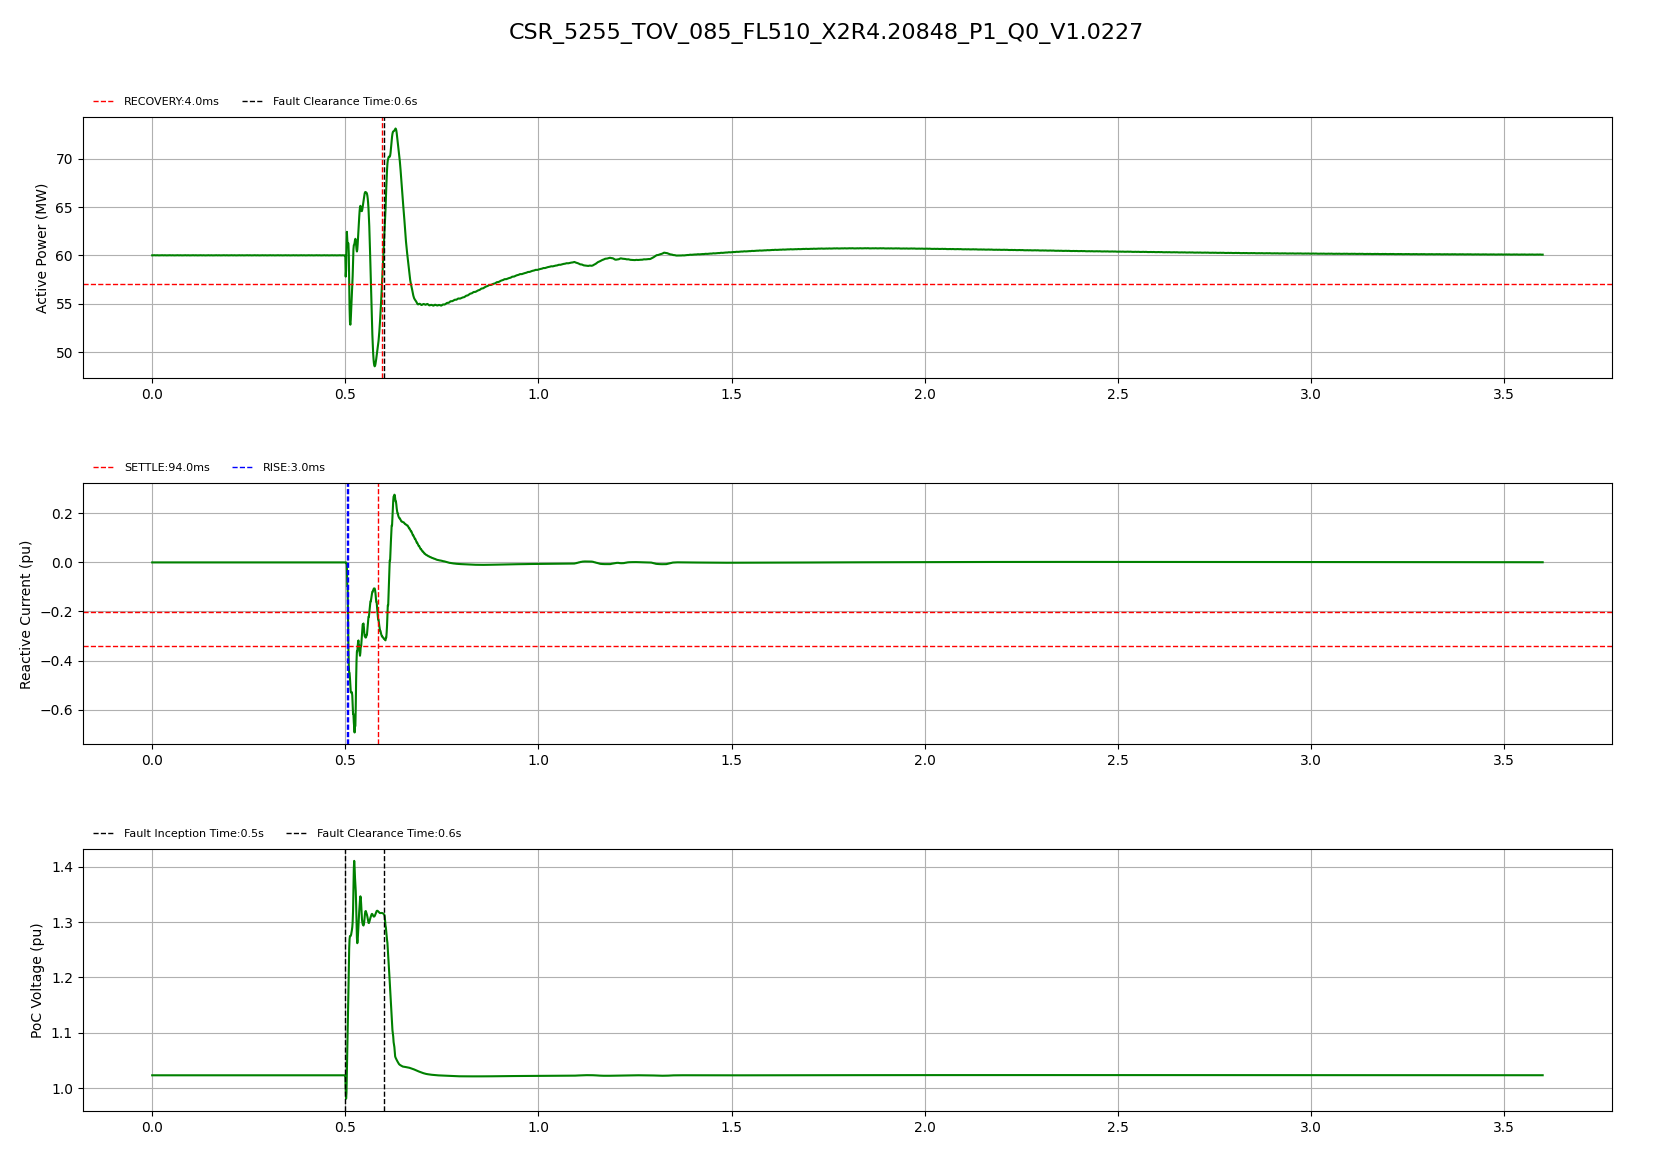 CSR_5255_TOV_085_FL510_X2R4.20848_P1_Q0_V1.0227
RECOVERY:4.0ms Fault Clearance Time:0.6s
Active Power (MW)
70
65
60
55
50
0.0 0.5 1.0 1.5 2.0 2.5 3.0 3.5
SETTLE:94.0ms RISE:3.0ms
Reactive Current (pu)
0.2
0.0
−0.2
−0.4
−0.6
0.0 0.5 1.0 1.5 2.0 2.5 3.0 3.5
Fault Inception Time:0.5s Fault Clearance Time:0.6s
PoC Voltage (pu)
1.4
1.3
1.2
1.1
1.0
0.0 0.5 1.0 1.5 2.0 2.5 3.0 3.5